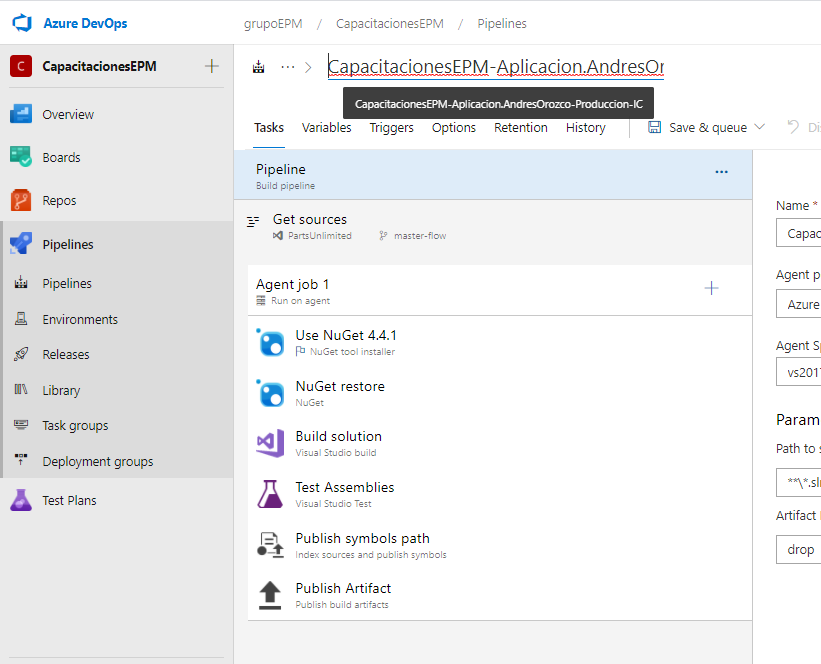 Azure DevOps
grupoEPM / CapacitacionesEPM / Pipelines
C CapacitacionesEPM +
Overview
Boards
Repos
Pipelines
Pipelines
Environments
Releases
Library
Task groups
Deployment groups
Test Plans
··· > CapacitacionesEPM-Aplicacion.AndresOr
CapacitacionesEPM-Aplicacion.AndresOrozco-Produccion-IC
Tasks Variables Triggers Options Retention History Save & queue Di
Pipeline ···
Build pipeline
Get sources
PartsUnlimited master-flow
Agent job 1 +
Run on agent
Use NuGet 4.4.1
NuGet tool installer
NuGet restore
NuGet
Build solution
Visual Studio build
Test Assemblies
Visual Studio Test
Publish symbols path
Index sources and publish symbols
Publish Artifact
Publish build artifacts
Name *
Capac
Agent p
Azure
Agent Sp
vs2017
Param
Path to s
**\*.sln
Artifact
drop